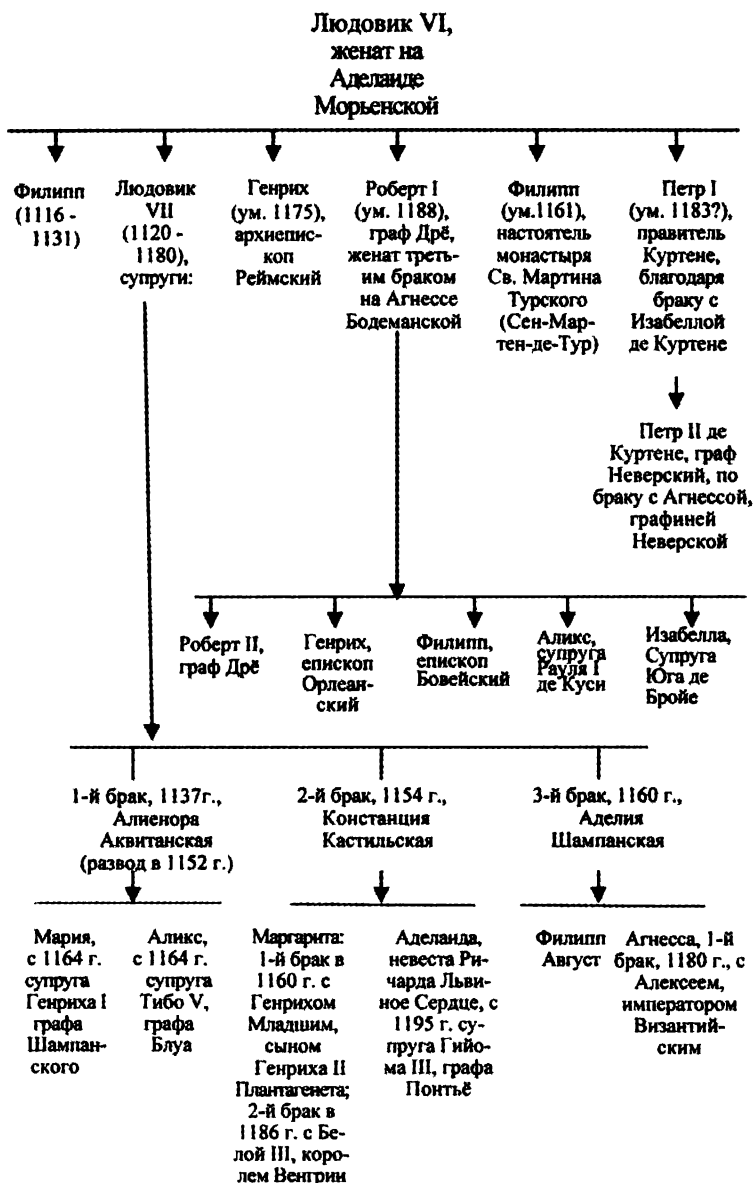 Людовик VI,
женат на
Аделаиде
Морьенской
Филипп
(1116 -
1131)
Людовик
VII
(1120 -
1180),
супруги:
Генрих
(ум. 1175),
архиепис-
коп
Реймский
Роберт I
(ум. 1188),
граф Дрё,
женат треть-
им браком
на Агнессе
Бодеманской
Филипп
(ум.1161),
настоятель
монастыря
Св. Мартина
Турского
(Сен-Мар-
тен-де-Тур)
Петр I
(ум. 1183?),
правитель
Куртене,
благодаря
браку с
Изабеллой
де Куртене
Петр II де
Куртене, граф
Неверский, по
браку с Агнессой,
графиней
Неверской
Роберт II,
граф Дрё
Генрих,
епископ
Орлеан-
ский
Филипп,
епископ
Бовейский
Аликс,
супруга
Рауля I
де Куси
Изабелла,
Супруга
Юга де
Бройе
1-й брак, 1137г.,
Алиенора
Аквитанская
(развод в 1152 г.)
2-й брак, 1154 г.,
Констанция
Кастильская
3-й брак, 1160 г.,
Аделия
Шампанская
Мария,
с 1164 г.
супруга
Генриха I
графа
Шампан-
ского
Аликс,
с 1164 г.
супруга
Тибо V,
графа
Блуа
Маргарита:
1-й брак в
1160 г. с
Генрихом
Младшим,
сыном
Генриха II
Плантагенета;
2-й брак в
1186 г. с Бе-
лой III, коро-
лем Венгрии
Аделанда,
невеста Ри-
чарда Льви-
ное Сердце, с
1195 г. су-
пруга Гийо-
ма III, графа
Понтьё
Филипп
Август
Агнесса, 1-й
брак, 1180 г., с
Алексеем,
императором
Византий-
ским